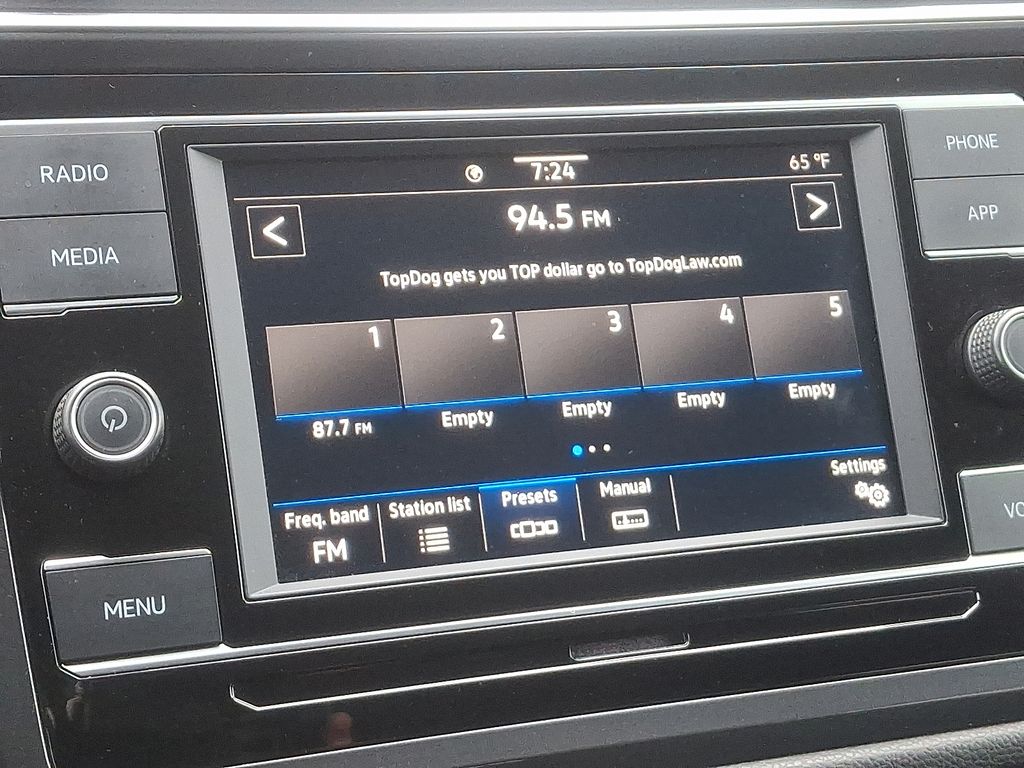 RADIO
MEDIA
MENU
7:24
65 °F
<
94.5 FM
>
TopDog gets you TOP dollar go to TopDogLaw.com
1
2
3
4
5
87.7 FM
Empty
Empty
Empty
Empty
Freq. band
FM
Station list
Presets
Manual
Settings
PHONE
APP